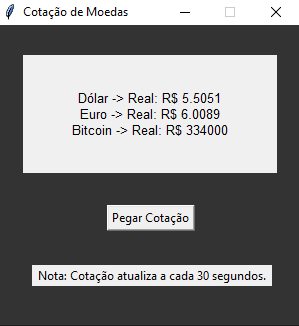 Cotação de Moedas
Dólar -> Real: R$ 5.5051
Euro -> Real: R$ 6.0089
Bitcoin -> Real: R$ 334000
Pegar Cotação
Nota: Cotação atualiza a cada 30 segundos.